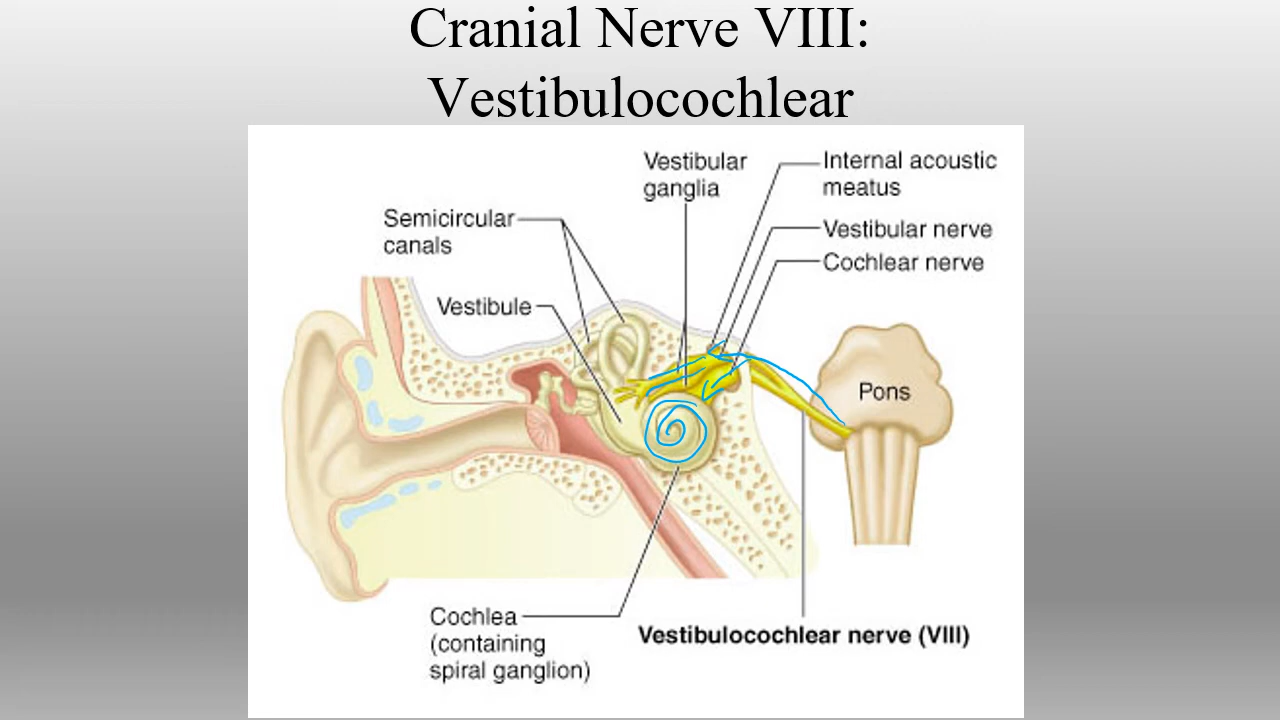 Cranial Nerve VIII:
Vestibulocochlear
Vestibular
ganglia
Internal acoustic
meatus
Semicircular
canals
Vestibular nerve
Cochlear nerve
Vestibule
Pons
Cochlea
(containing
spiral ganglion)
Vestibulocochlear nerve (VIII)